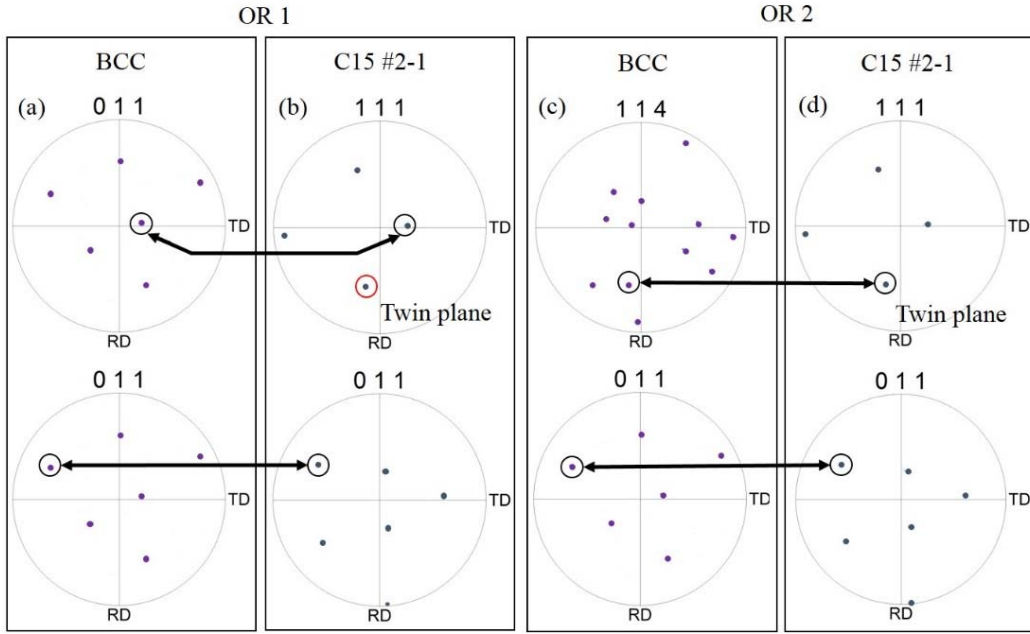 OR 1
OR 2
BCC
C15 #2-1
BCC
C15 #2-1
(a)
0 1 1
(b)
1 1 1
(c)
1 1 4
(d)
1 1 1
TD
TD
TD
TD
Twin plane
Twin plane
RD
RD
RD
RD
0 1 1
0 1 1
0 1 1
0 1 1
TD
TD
TD
TD
RD
RD
RD
RD